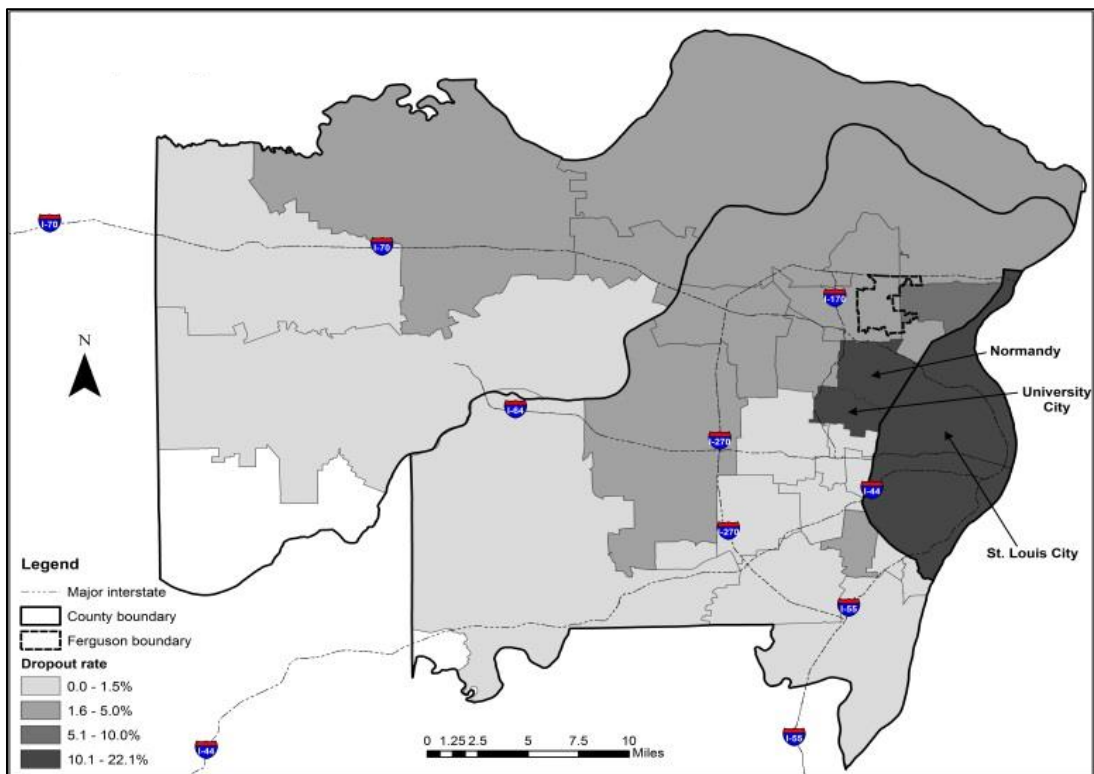 I-70
I-70
I-170
N
Normandy
University
City
I-64
I-270
I-44
I-270
St. Louis City
Legend
Major interstate
County boundary
Ferguson boundary
I-55
Dropout rate
0.0 - 1.5%
1.6 - 5.0%
5.1 - 10.0%
10.1 - 22.1%
I-44
0 1.25 2.5 5 7.5 10
Miles
I-55